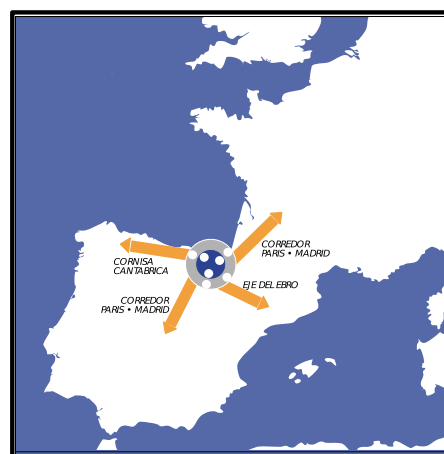 CORREDOR
PARIS • MADRID
CORNISA
CANTABRICA
EJE DEL EBRO
CORREDOR
PARIS • MADRID